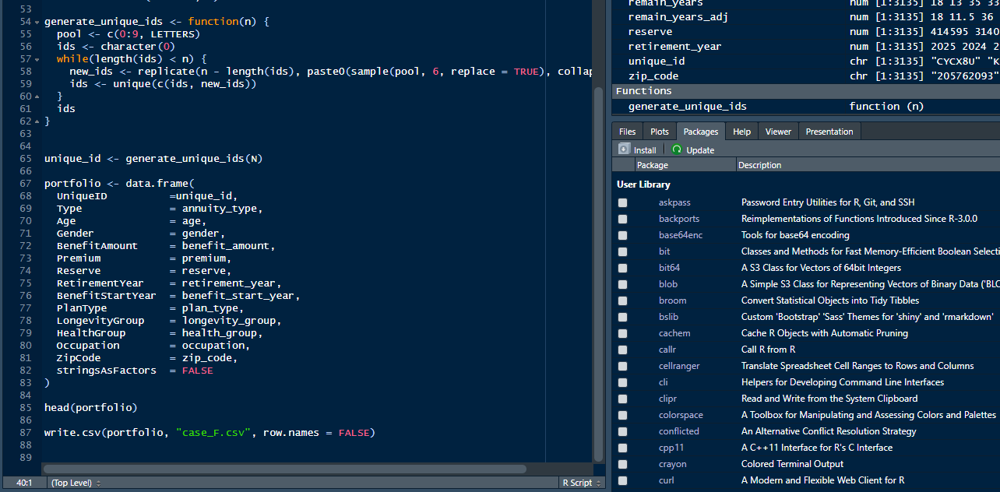 53
54 generate_unique_ids <- function(n) {
55   pool <- c(0:9, LETTERS)
56   ids <- character(0)
57   while(length(ids) < n) {
58     new_ids <- replicate(n - length(ids), paste0(sample(pool, 6, replace = TRUE), collap
59     ids <- unique(c(ids, new_ids))
60   }
61   ids
62 }
63
64
65 unique_id <- generate_unique_ids(N)
66
67 portfolio <- data.frame(
68   UniqueID          =unique_id,
69   Type              = annuity_type,
70   Age               = age,
71   Gender            = gender,
72   BenefitAmount     = benefit_amount,
73   Premium           = premium,
74   Reserve           = reserve,
75   RetirementYear    = retirement_year,
76   BenefitStartYear  = benefit_start_year,
77   PlanType          = plan_type,
78   LongevityGroup    = longevity_group,
79   HealthGroup       = health_group,
80   Occupation        = occupation,
81   ZipCode           = zip_code,
82   stringsAsFactors  = FALSE
83 )
84
85 head(portfolio)
86
87 write.csv(portfolio, "case_F.csv", row.names = FALSE)
88
89
40:1 (Top Level) R Script
remain_years num [1:3135] 18 13 35 33
remain_years_adj num [1:3135] 18 11.5 36
reserve num [1:3135] 414595 3140
retirement_year num [1:3135] 2025 2024 2
unique_id chr [1:3135] "CYCX8U" "K
zip_code chr [1:3135] "205762093"
Functions
generate_unique_ids function (n)
Files Plots Packages Help Viewer Presentation
Install Update
Package Description
User Library
askpass Password Entry Utilities for R, Git, and SSH
backports Reimplementations of Functions Introduced Since R-3.0.0
base64enc Tools for base64 encoding
bit Classes and Methods for Fast Memory-Efficient Boolean Selecti
bit64 A S3 Class for Vectors of 64bit Integers
blob A Simple S3 Class for Representing Vectors of Binary Data ('BLO
broom Convert Statistical Objects into Tidy Tibbles
bslib Custom 'Bootstrap' 'Sass' Themes for 'shiny' and 'rmarkdown'
cachem Cache R Objects with Automatic Pruning
callr Call R from R
cellranger Translate Spreadsheet Cell Ranges to Rows and Columns
cli Helpers for Developing Command Line Interfaces
clipr Read and Write from the System Clipboard
colorspace A Toolbox for Manipulating and Assessing Colors and Palettes
conflicted An Alternative Conflict Resolution Strategy
cpp11 A C++11 Interface for R's C Interface
crayon Colored Terminal Output
curl A Modern and Flexible Web Client for R